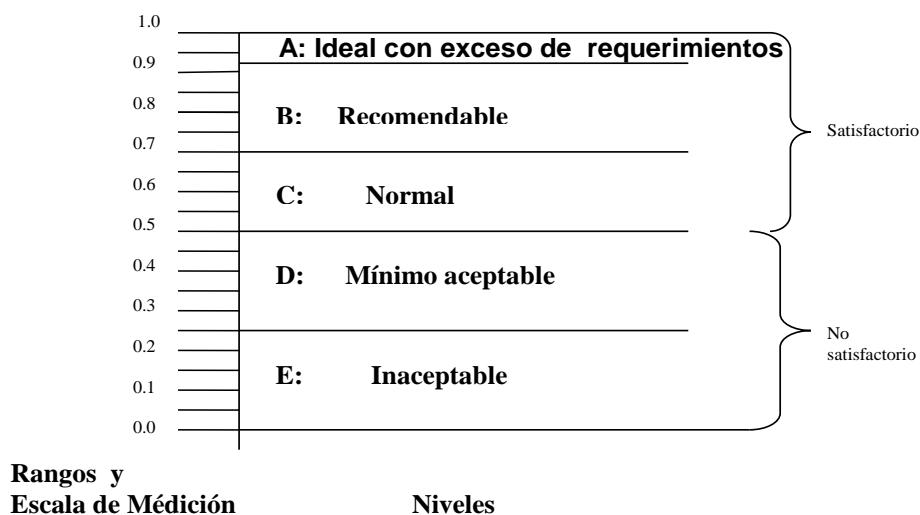 1.0
A: Ideal con exceso de requerimientos
0.9
0.8
B: Recomendable
Satisfactorio
0.7
0.6
C: Normal
0.5
0.4
D: Mínimo aceptable
0.3
No
satisfactorio
0.2
E: Inaceptable
0.1
0.0
Rangos y
Escala de Médición Niveles